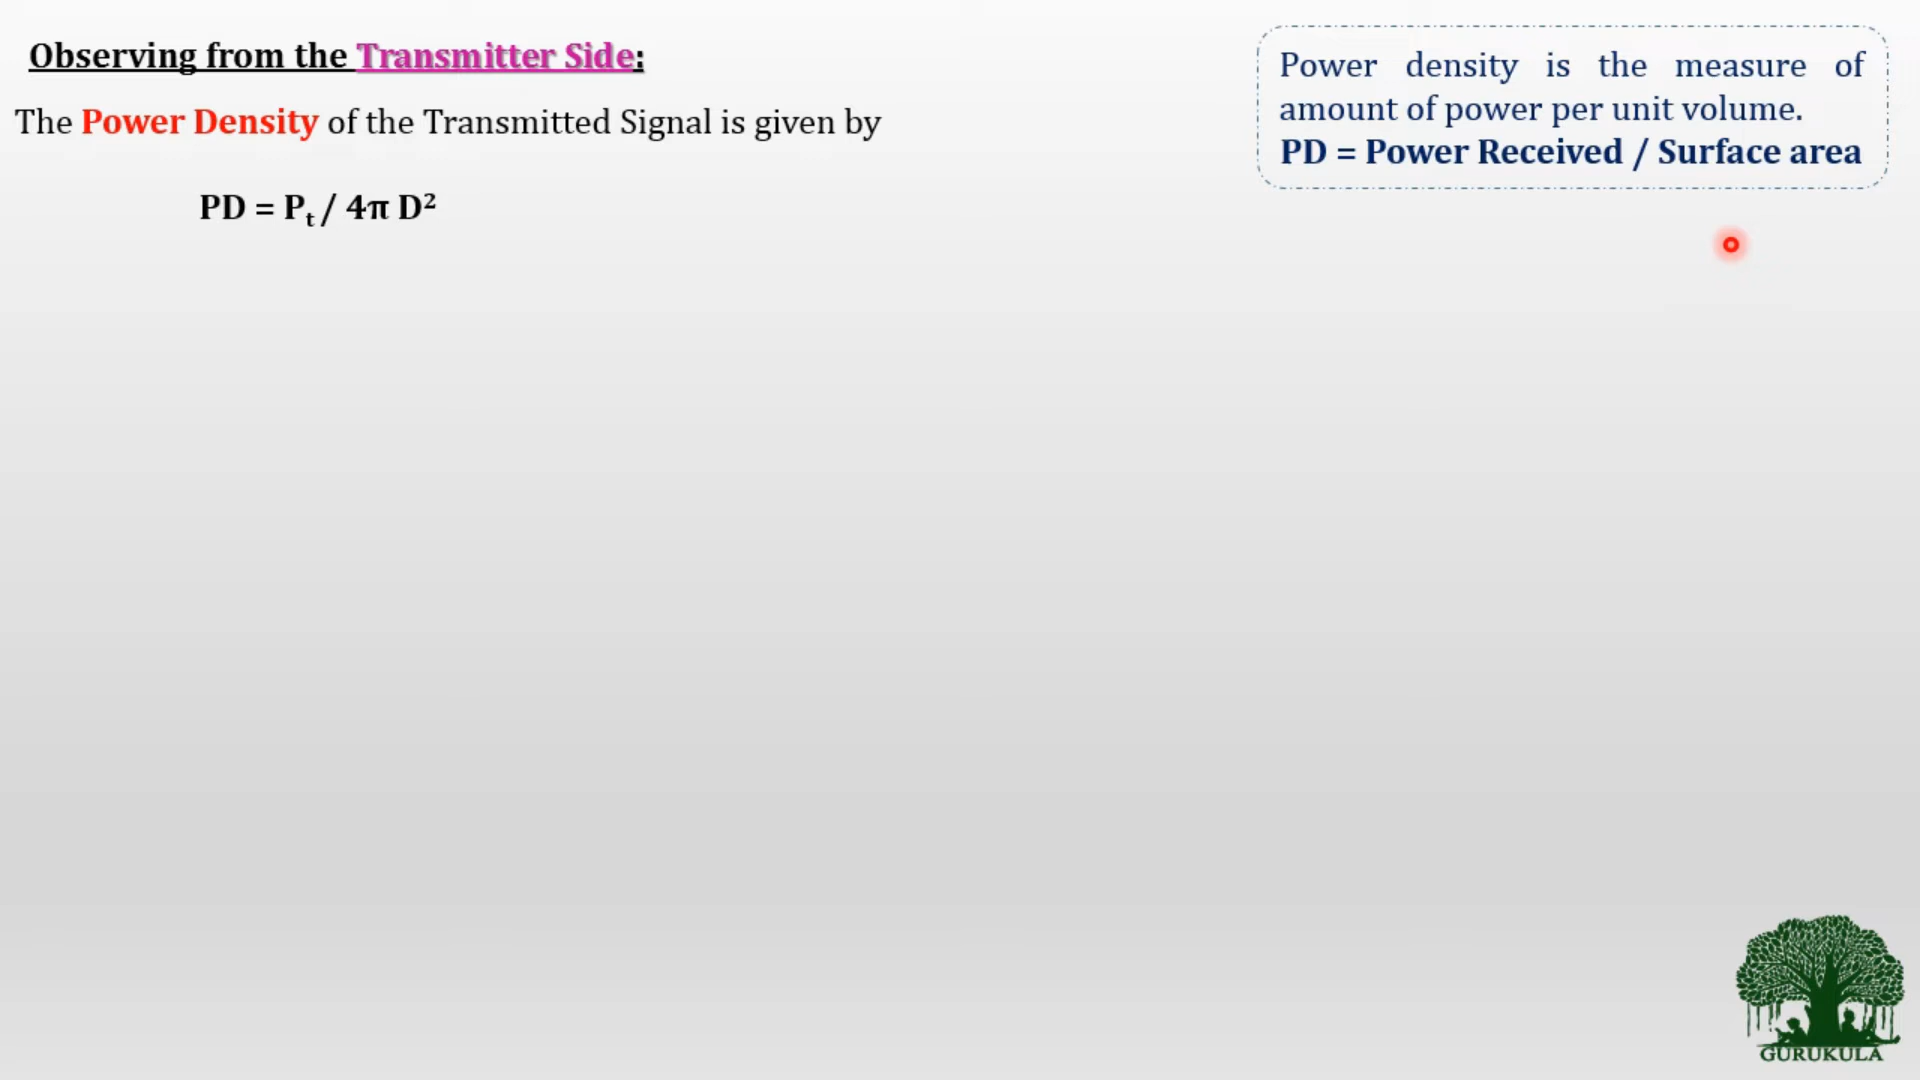 Observing from the Transmitter Side:
The Power Density of the Transmitted Signal is given by
PD = Pₜ / 4π D²
Power density is the measure of
amount of power per unit volume.
PD = Power Received / Surface area
GURUKULA